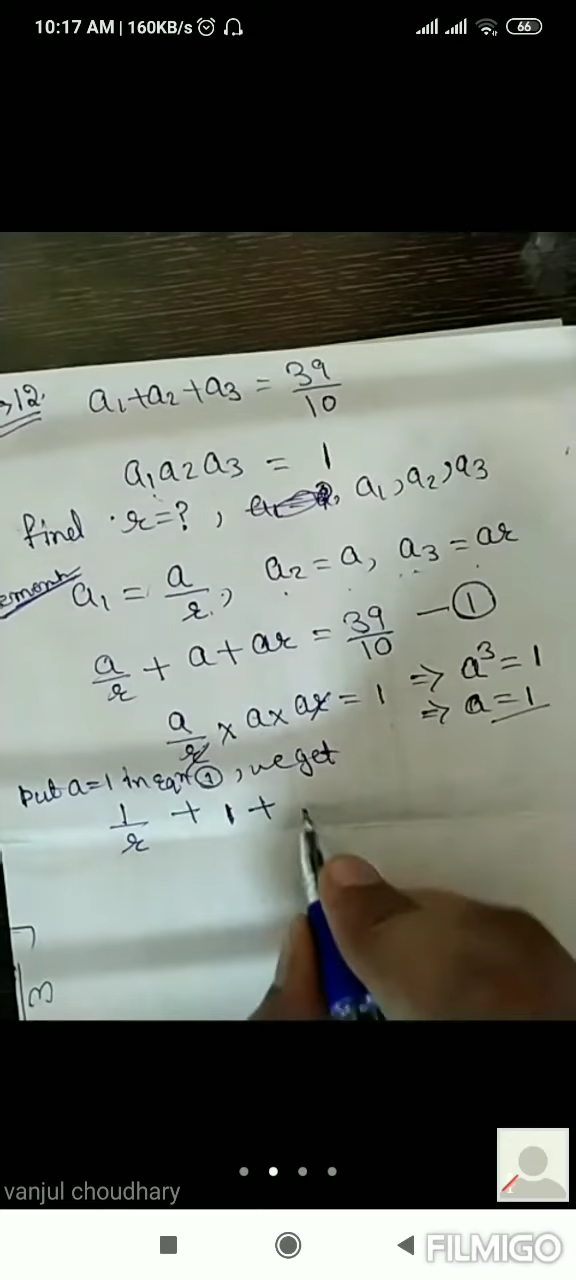 10:17 AM | 160KB/s
66
12. a1+a2+a3 = 39/10
a1a2a3 = 1
find r=?, a1, a2, a3
a1 = a/r, a2 = a, a3 = ar
a/r + a + ar = 39/10 — ①
a/r × a × ar = 1 ⇒ a³ = 1
⇒ a = 1
put a=1 in eqn ①, we get
1/r + 1 +
vanjul choudhary
FILMIGO